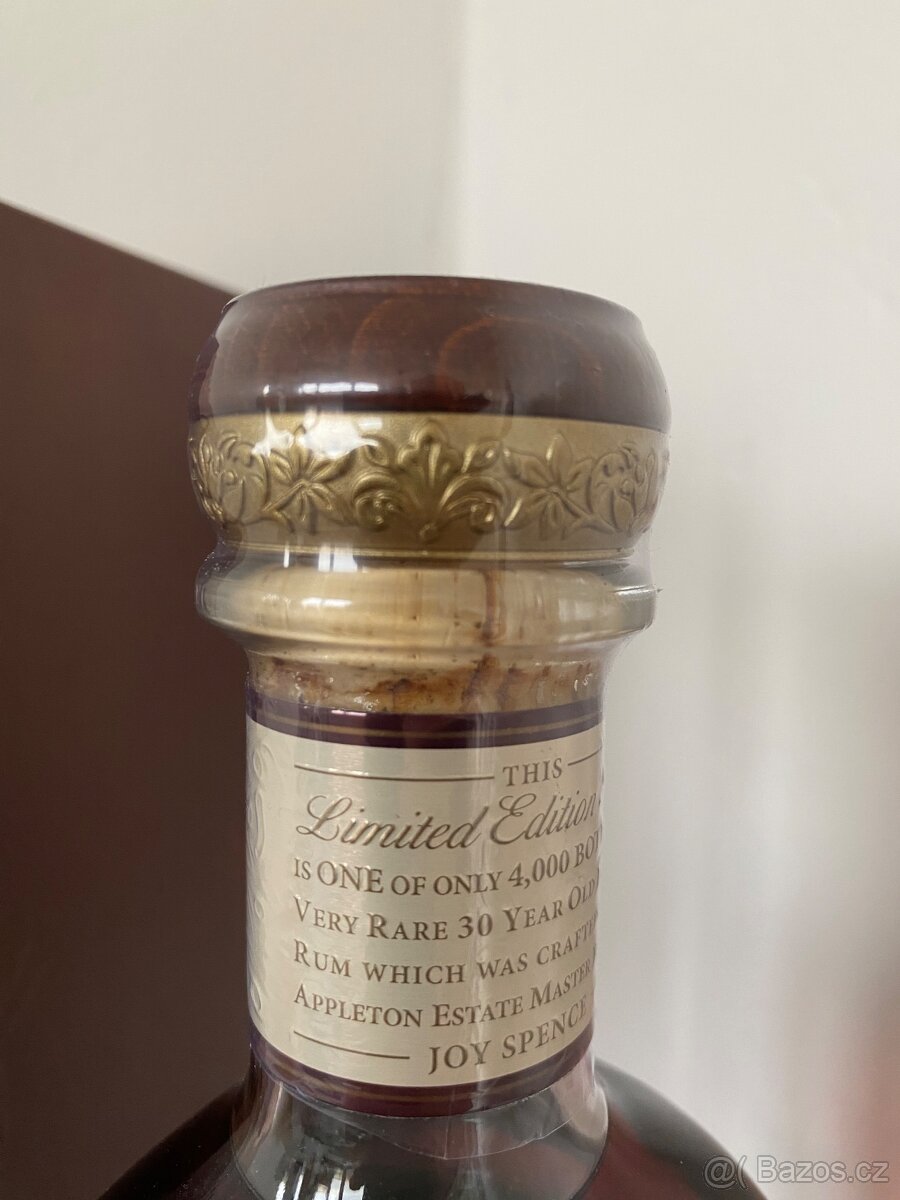 THIS
Limited Edition
IS ONE OF ONLY 4,000
VERY RARE 30 YEAR OLD
RUM WHICH WAS
APPLETON ESTATE MASTER
JOY SPENCE
@( Bazos.cz